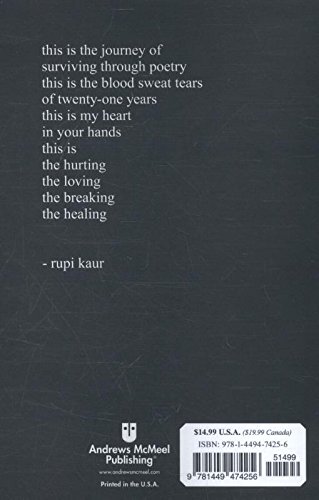 this is the journey of
surviving through poetry
this is the blood sweat tears
of twenty-one years
this is my heart
in your hands
this is
the hurting
the loving
the breaking
the healing
- rupi kaur
Andrews McMeel
Publishing®
www.andrewsmcmeel.com
Printed in the U.S.A.
$14.99 U.S.A. ($19.99 Canada)
ISBN: 978-1-4494-7425-6
51499
9 781449 474256